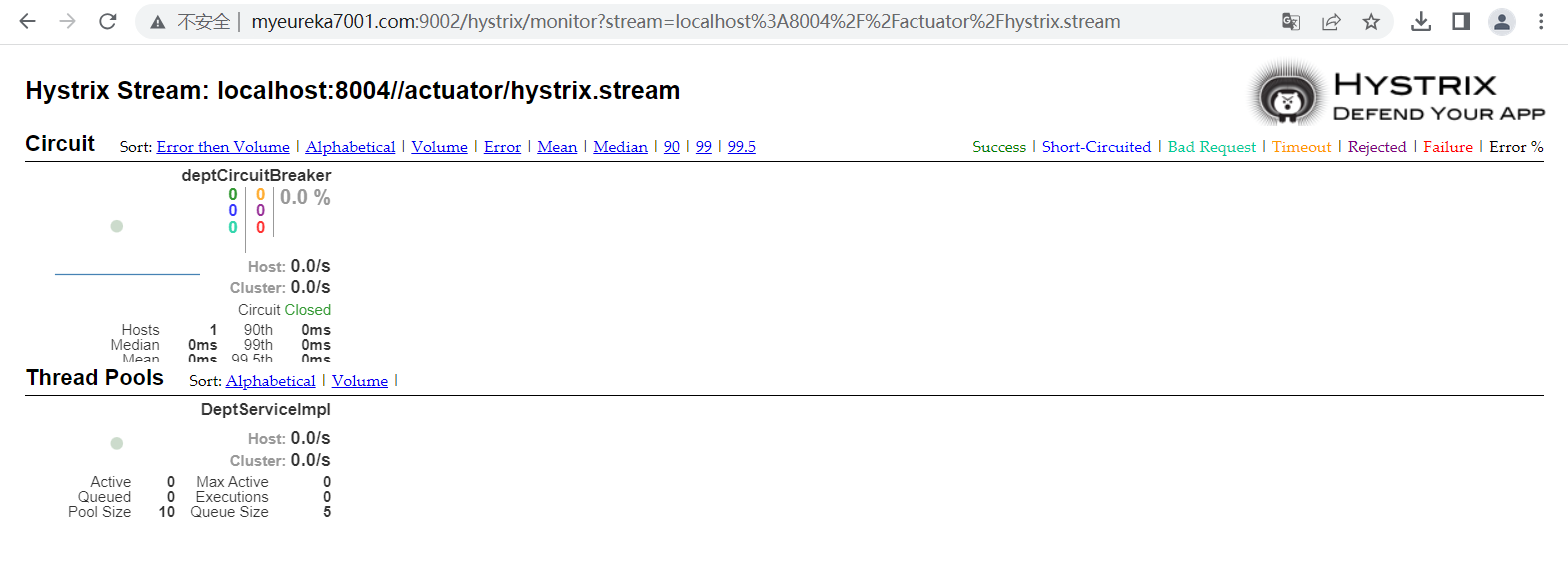 不安全 | myeureka7001.com:9002/hystrix/monitor?stream=localhost%3A8004%2F%2Factuator%2Fhystrix.stream
Hystrix Stream: localhost:8004//actuator/hystrix.stream
HYSTRIX
DEFEND YOUR APP
Circuit Sort: Error then Volume | Alphabetical | Volume | Error | Mean | Median | 90 | 99 | 99.5
Success | Short-Circuited | Bad Request | Timeout | Rejected | Failure | Error %
deptCircuitBreaker
0 0 0.0 %
0 0
0 0
Host: 0.0/s
Cluster: 0.0/s
Circuit Closed
Hosts 1 90th 0ms
Median 0ms 99th 0ms
Mean 0ms 99.5th 0ms
Thread Pools Sort: Alphabetical | Volume |
DeptServiceImpl
Host: 0.0/s
Cluster: 0.0/s
Active 0 Max Active 0
Queued 0 Executions 0
Pool Size 10 Queue Size 5